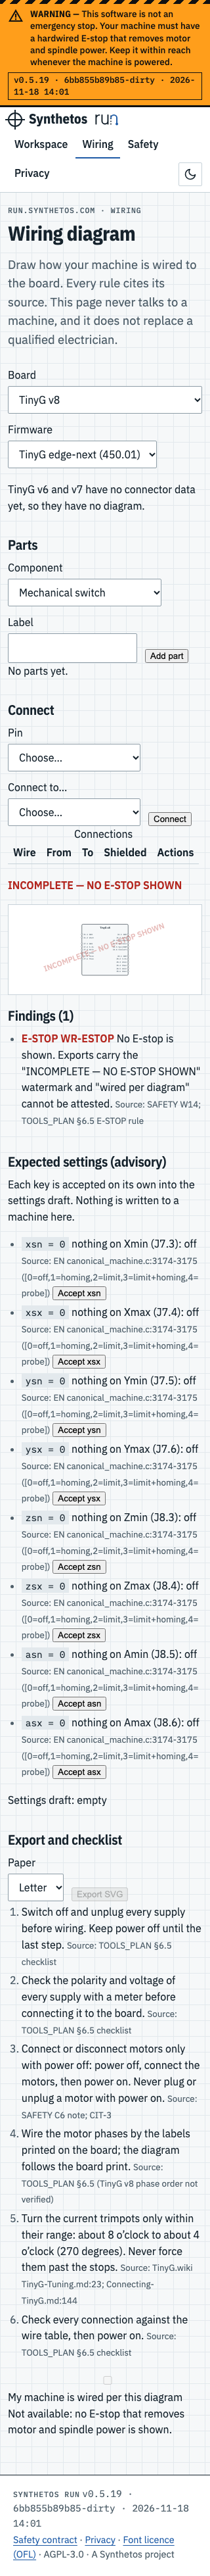 WARNING — This software is not an
emergency stop. Your machine must have
a hardwired E-stop that removes motor
and spindle power. Keep it within reach
whenever the machine is powered.
v0.5.19 · 6bb855b89b85-dirty · 2026-
11-18 14:01
Synthetos run
Workspace Wiring Safety
Privacy
RUN.SYNTHETOS.COM · WIRING
Wiring diagram
Draw how your machine is wired to
the board. Every rule cites its
source. This page never talks to a
machine, and it does not replace a
qualified electrician.
Board
TinyG v8
Firmware
TinyG edge-next (450.01)
TinyG v6 and v7 have no connector data
yet, so they have no diagram.
Parts
Component
Mechanical switch
Label
Add part
No parts yet.
Connect
Pin
Choose...
Connect to...
Choose...
Connect
Connections
Wire From To Shielded Actions
INCOMPLETE — NO E-STOP SHOWN
INCOMPLETE — NO E-STOP SHOWN
Findings (1)
E-STOP WR-ESTOP No E-stop is
shown. Exports carry the
"INCOMPLETE — NO E-STOP SHOWN"
watermark and "wired per diagram"
cannot be attested. Source: SAFETY W14;
TOOLS_PLAN §6.5 E-STOP rule
Expected settings (advisory)
Each key is accepted on its own into the
settings draft. Nothing is written to a
machine here.
xsn = 0 nothing on Xmin (J7.3): off
Source: EN canonical_machine.c:3174-3175
([0=off,1=homing,2=limit,3=limit+homing,4=
probe]) Accept xsn
xsx = 0 nothing on Xmax (J7.4): off
Source: EN canonical_machine.c:3174-3175
([0=off,1=homing,2=limit,3=limit+homing,4=
probe]) Accept xsx
ysn = 0 nothing on Ymin (J7.5): off
Source: EN canonical_machine.c:3174-3175
([0=off,1=homing,2=limit,3=limit+homing,4=
probe]) Accept ysn
ysx = 0 nothing on Ymax (J7.6): off
Source: EN canonical_machine.c:3174-3175
([0=off,1=homing,2=limit,3=limit+homing,4=
probe]) Accept ysx
zsn = 0 nothing on Zmin (J8.3): off
Source: EN canonical_machine.c:3174-3175
([0=off,1=homing,2=limit,3=limit+homing,4=
probe]) Accept zsn
zsx = 0 nothing on Zmax (J8.4): off
Source: EN canonical_machine.c:3174-3175
([0=off,1=homing,2=limit,3=limit+homing,4=
probe]) Accept zsx
asn = 0 nothing on Amin (J8.5): off
Source: EN canonical_machine.c:3174-3175
([0=off,1=homing,2=limit,3=limit+homing,4=
probe]) Accept asn
asx = 0 nothing on Amax (J8.6): off
Source: EN canonical_machine.c:3174-3175
([0=off,1=homing,2=limit,3=limit+homing,4=
probe]) Accept asx
Settings draft: empty
Export and checklist
Paper
Letter Export SVG
1. Switch off and unplug every supply
before wiring. Keep power off until the
last step. Source: TOOLS_PLAN §6.5
checklist
2. Check the polarity and voltage of
every supply with a meter before
connecting it to the board. Source:
TOOLS_PLAN §6.5 checklist
3. Connect or disconnect motors only
with power off: power off, connect the
motors, then power on. Never plug or
unplug a motor with power on. Source:
SAFETY C6 note; CIT-3
4. Wire the motor phases by the labels
printed on the board; the diagram
follows the board print. Source:
TOOLS_PLAN §6.5 (TinyG v8 phase order not
verified)
5. Turn the current trimpots only within
their range: about 8 o'clock to about 4
o'clock (270 degrees). Never force
them past the stops. Source: TinyG.wiki
TinyG-Tuning.md:23; Connecting-
TinyG.md:144
6. Check every connection against the
wire table, then power on. Source:
TOOLS_PLAN §6.5 checklist
My machine is wired per this diagram
Not available: no E-stop that removes
motor and spindle power is shown.
SYNTHETOS RUN v0.5.19 ·
6bb855b89b85-dirty · 2026-11-18
14:01
Safety contract · Privacy · Font licence
(OFL) · AGPL-3.0 · A Synthetos project